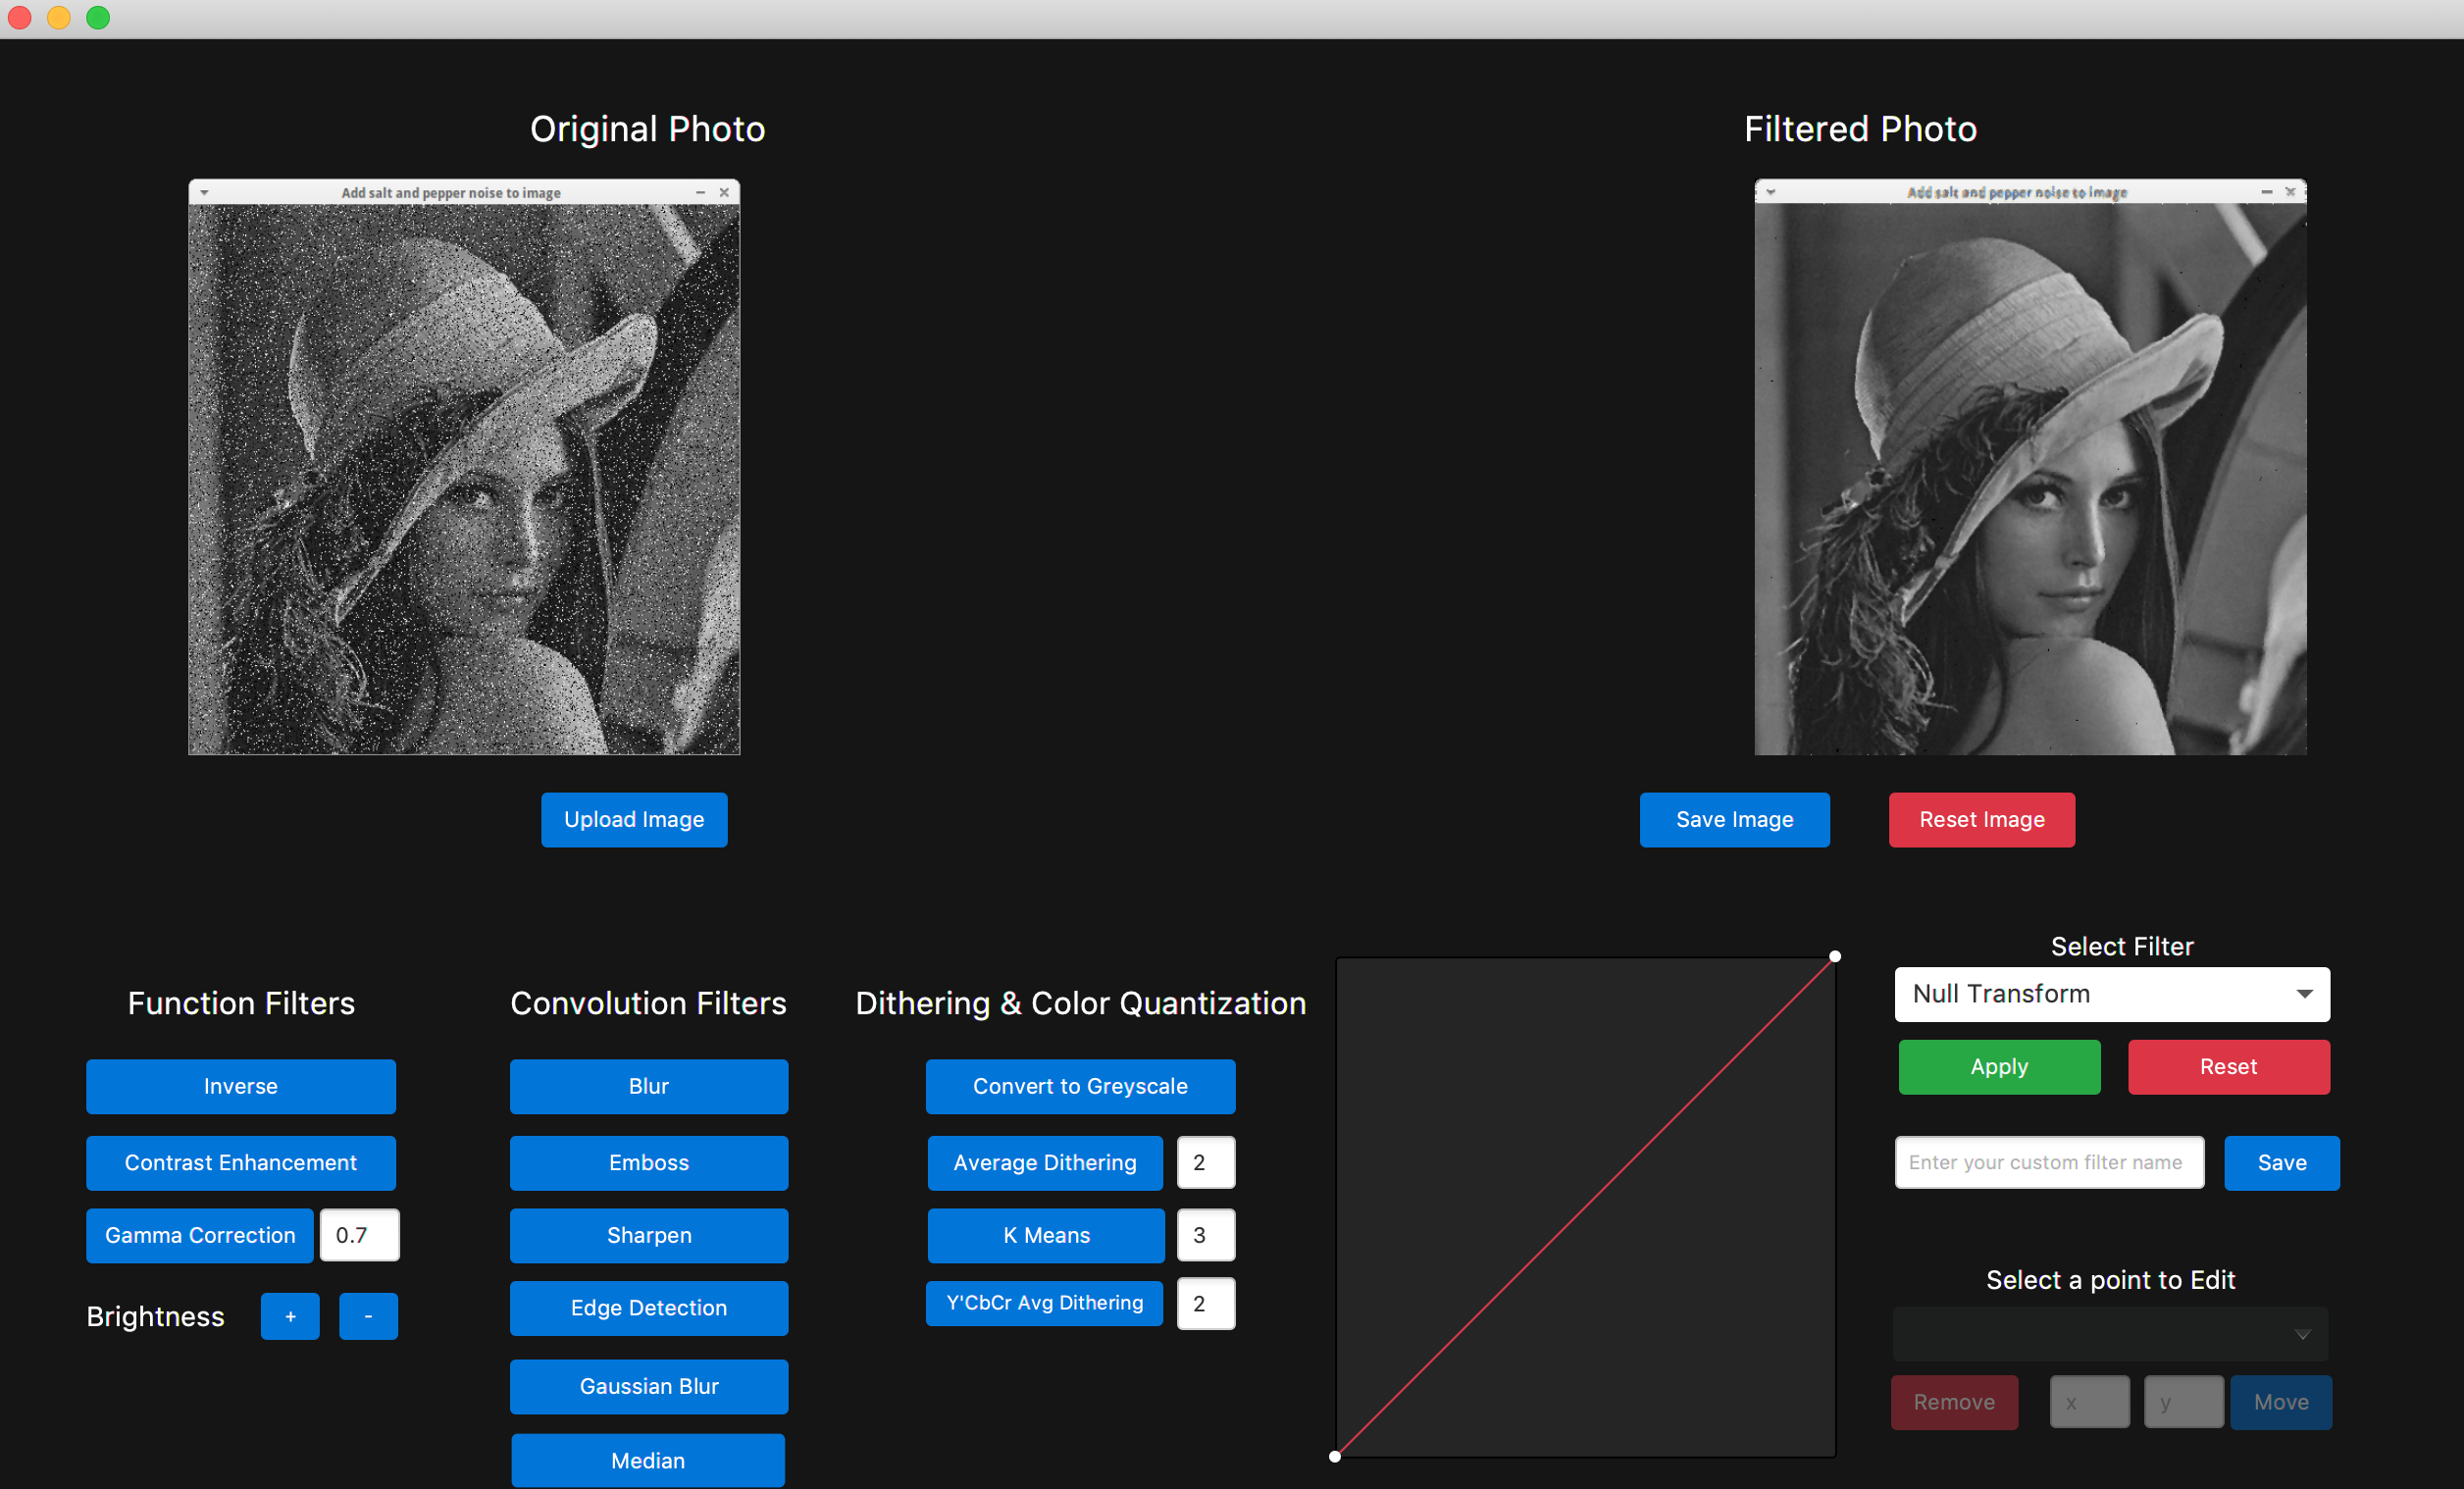 Original Photo
Filtered Photo
Add salt and pepper noise to image
Add salt and pepper noise to image
Upload Image
Save Image
Reset Image
Function Filters
Inverse
Contrast Enhancement
Gamma Correction 0.7
Brightness + -
Convolution Filters
Blur
Emboss
Sharpen
Edge Detection
Gaussian Blur
Median
Dithering & Color Quantization
Convert to Greyscale
Average Dithering 2
K Means 3
Y'CbCr Avg Dithering 2
Select Filter
Null Transform
Apply Reset
Enter your custom filter name Save
Select a point to Edit
Remove x y Move